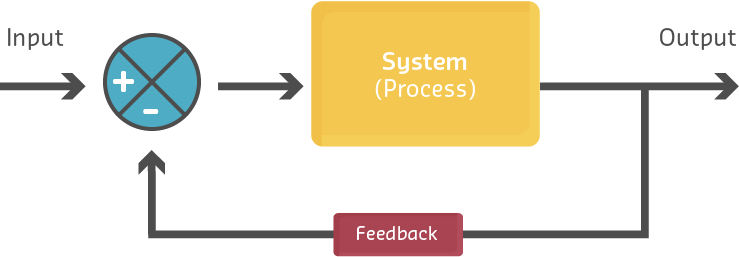 Input
Output
System
(Process)
+
-
Feedback